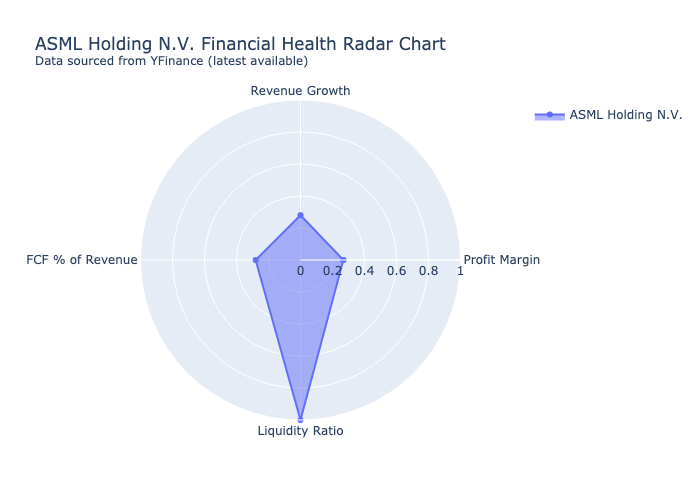 ASML Holding N.V. Financial Health Radar Chart
Data sourced from YFinance (latest available)
Revenue Growth
ASML Holding N.V.
FCF % of Revenue
Profit Margin
0 0.2 0.4 0.6 0.8 1
Liquidity Ratio